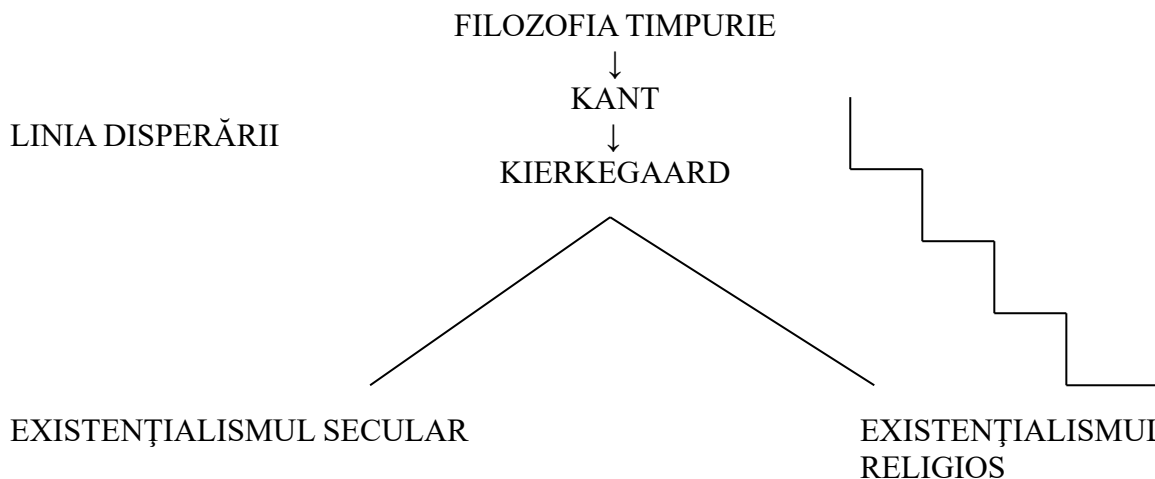 FILOZOFIA TIMPURIE
↓
KANT
LINIA DISPERĂRII
↓
KIERKEGAARD
EXISTENŢIALISMUL SECULAR
EXISTENŢIALISMUL
RELIGIOS